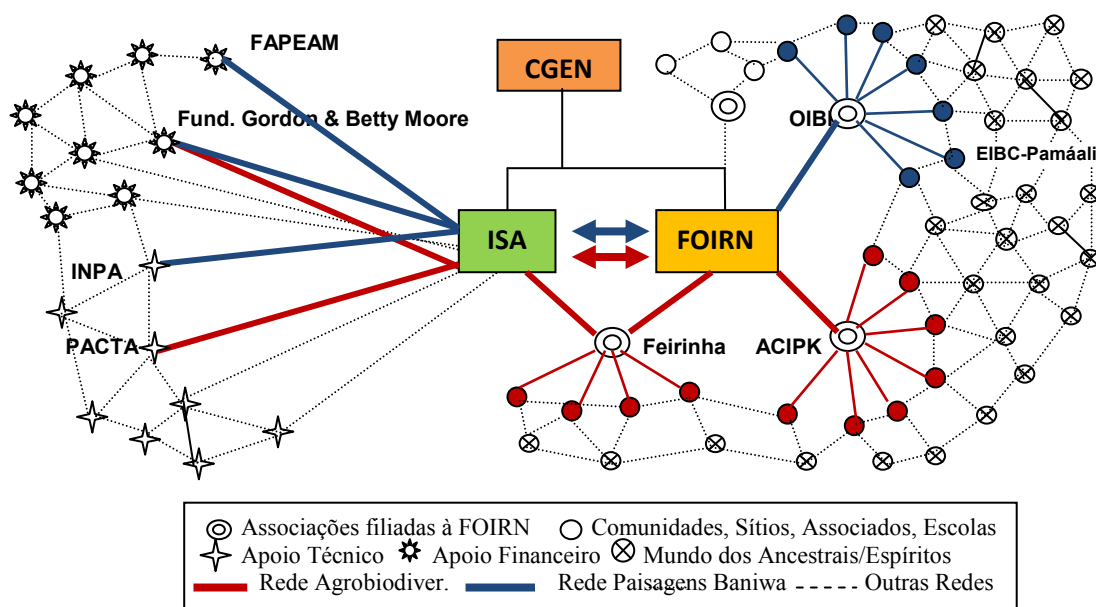 FAPEAM
CGEN
Fund. Gordon & Betty Moore
OIBI
EIBC-Pamáali
ISA
FOIRN
INPA
PACTA
Feirinha
ACIPK
Associações filiadas à FOIRN
Comunidades, Sítios, Associados, Escolas
Apoio Técnico
Apoio Financeiro
Mundo dos Ancestrais/Espíritos
Rede Agrobiodiver.
Rede Paisagens Baniwa
Outras Redes